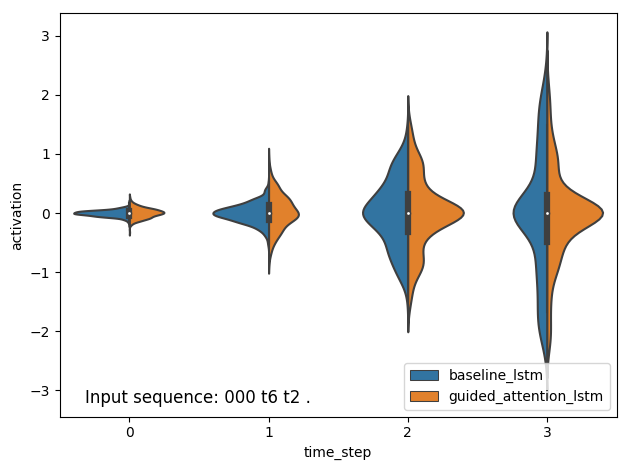 3
2
1
0
−1
−2
−3
activation
Input sequence: 000 t6 t2 .
baseline_lstm
guided_attention_lstm
0 1 2 3
time_step